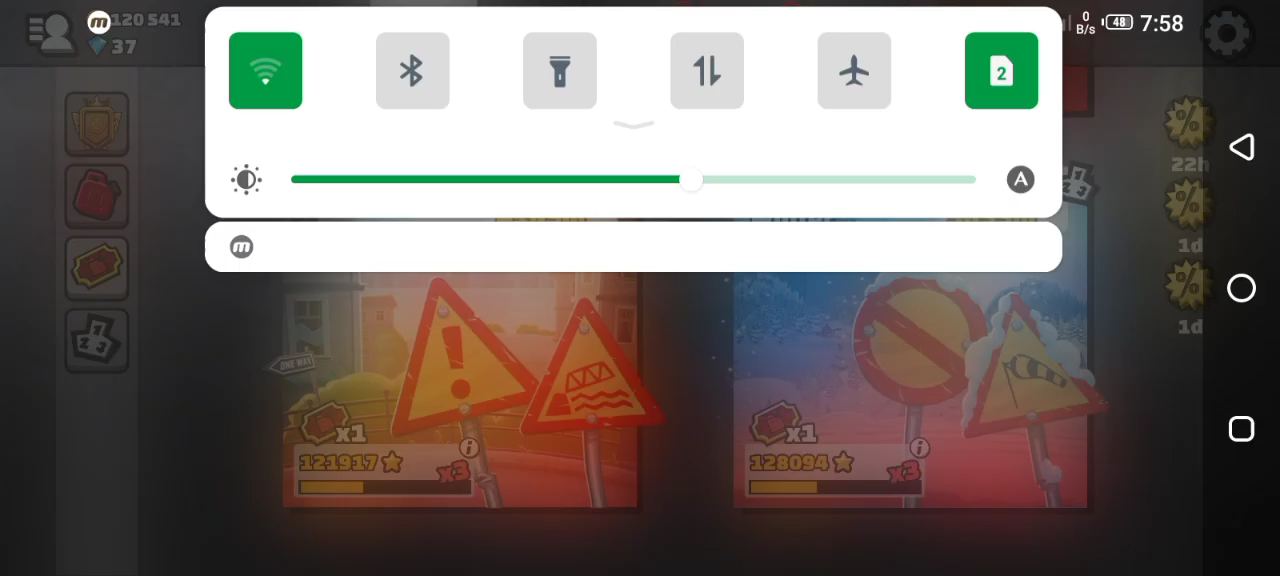 120 541
37
0
B/s
48
7:58
2
A
m
22h
1d
1d
ONE WAY
x1
121917
x3
x1
128094
x3